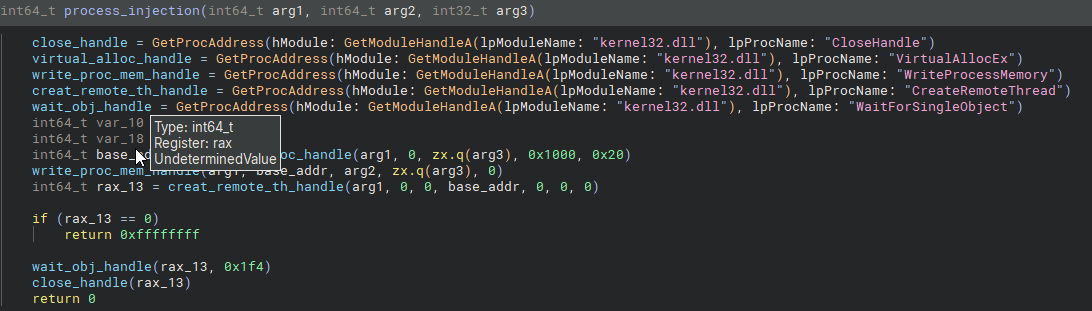 int64_t process_injection(int64_t arg1, int64_t arg2, int32_t arg3)
close_handle = GetProcAddress(hModule: GetModuleHandleA(lpModuleName: "kernel32.dll"), lpProcName: "CloseHandle")
virtual_alloc_handle = GetProcAddress(hModule: GetModuleHandleA(lpModuleName: "kernel32.dll"), lpProcName: "VirtualAllocEx")
write_proc_mem_handle = GetProcAddress(hModule: GetModuleHandleA(lpModuleName: "kernel32.dll"), lpProcName: "WriteProcessMemory")
creat_remote_th_handle = GetProcAddress(hModule: GetModuleHandleA(lpModuleName: "kernel32.dll"), lpProcName: "CreateRemoteThread")
wait_obj_handle = GetProcAddress(hModule: GetModuleHandleA(lpModuleName: "kernel32.dll"), lpProcName: "WaitForSingleObject")
int64_t var_10
int64_t var_18
Type: int64_t
Register: rax
UndeterminedValue
int64_t base_ oc_handle(arg1, 0, zx.q(arg3), 0x1000, 0x20)
write_proc_mem_handle(arg1, base_addr, arg2, zx.q(arg3), 0)
int64_t rax_13 = creat_remote_th_handle(arg1, 0, 0, base_addr, 0, 0, 0)
if (rax_13 == 0)
return 0xffffffff
wait_obj_handle(rax_13, 0x1f4)
close_handle(rax_13)
return 0